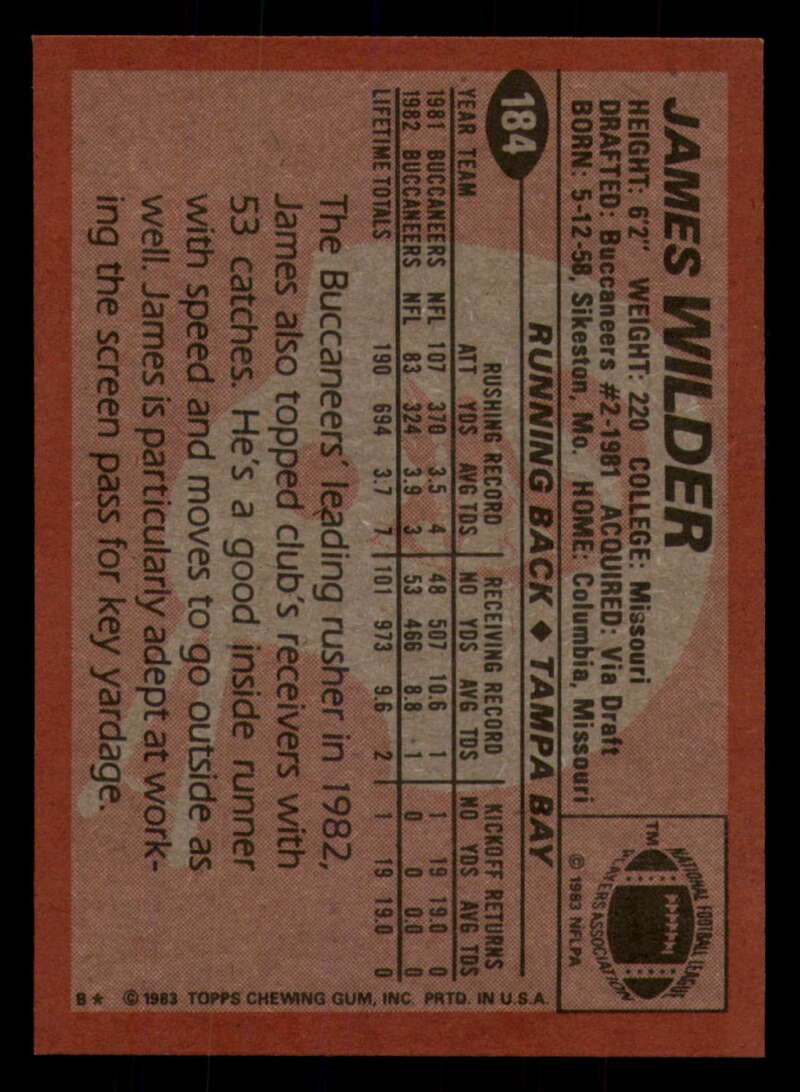 184
JAMES WILDER
HEIGHT: 6'2" WEIGHT: 220 COLLEGE: Missouri
DRAFTED: Buccaneers #2-1981 ACQUIRED: Via Draft
BORN: 5-12-58, Sikeston, Mo. HOME: Columbia, Missouri
NATIONAL FOOTBALL LEAGUE
PLAYERS ASSOCIATION
TM
© 1983 NFLPA
RUNNING BACK ◆ TAMPA BAY
RUSHING RECORD RECEIVING RECORD KICKOFF RETURNS
YEAR TEAM ATT YDS AVG TDS NO YDS AVG TDS NO YDS AVG TDS
1981 BUCCANEERS NFL 107 370 3.5 4 48 507 10.6 1 1 19 19.0 0
1982 BUCCANEERS NFL 83 324 3.9 3 53 466 8.8 1 0 0 0.0 0
LIFETIME TOTALS 190 694 3.7 7 101 973 9.6 2 1 19 19.0 0
The Buccaneers' leading rusher in 1982,
James also topped club's receivers with
53 catches. He's a good inside runner
with speed and moves to go outside as
well. James is particularly adept at work-
ing the screen pass for key yardage.
B★ © 1983 TOPPS CHEWING GUM, INC. PRTD. IN U.S.A.